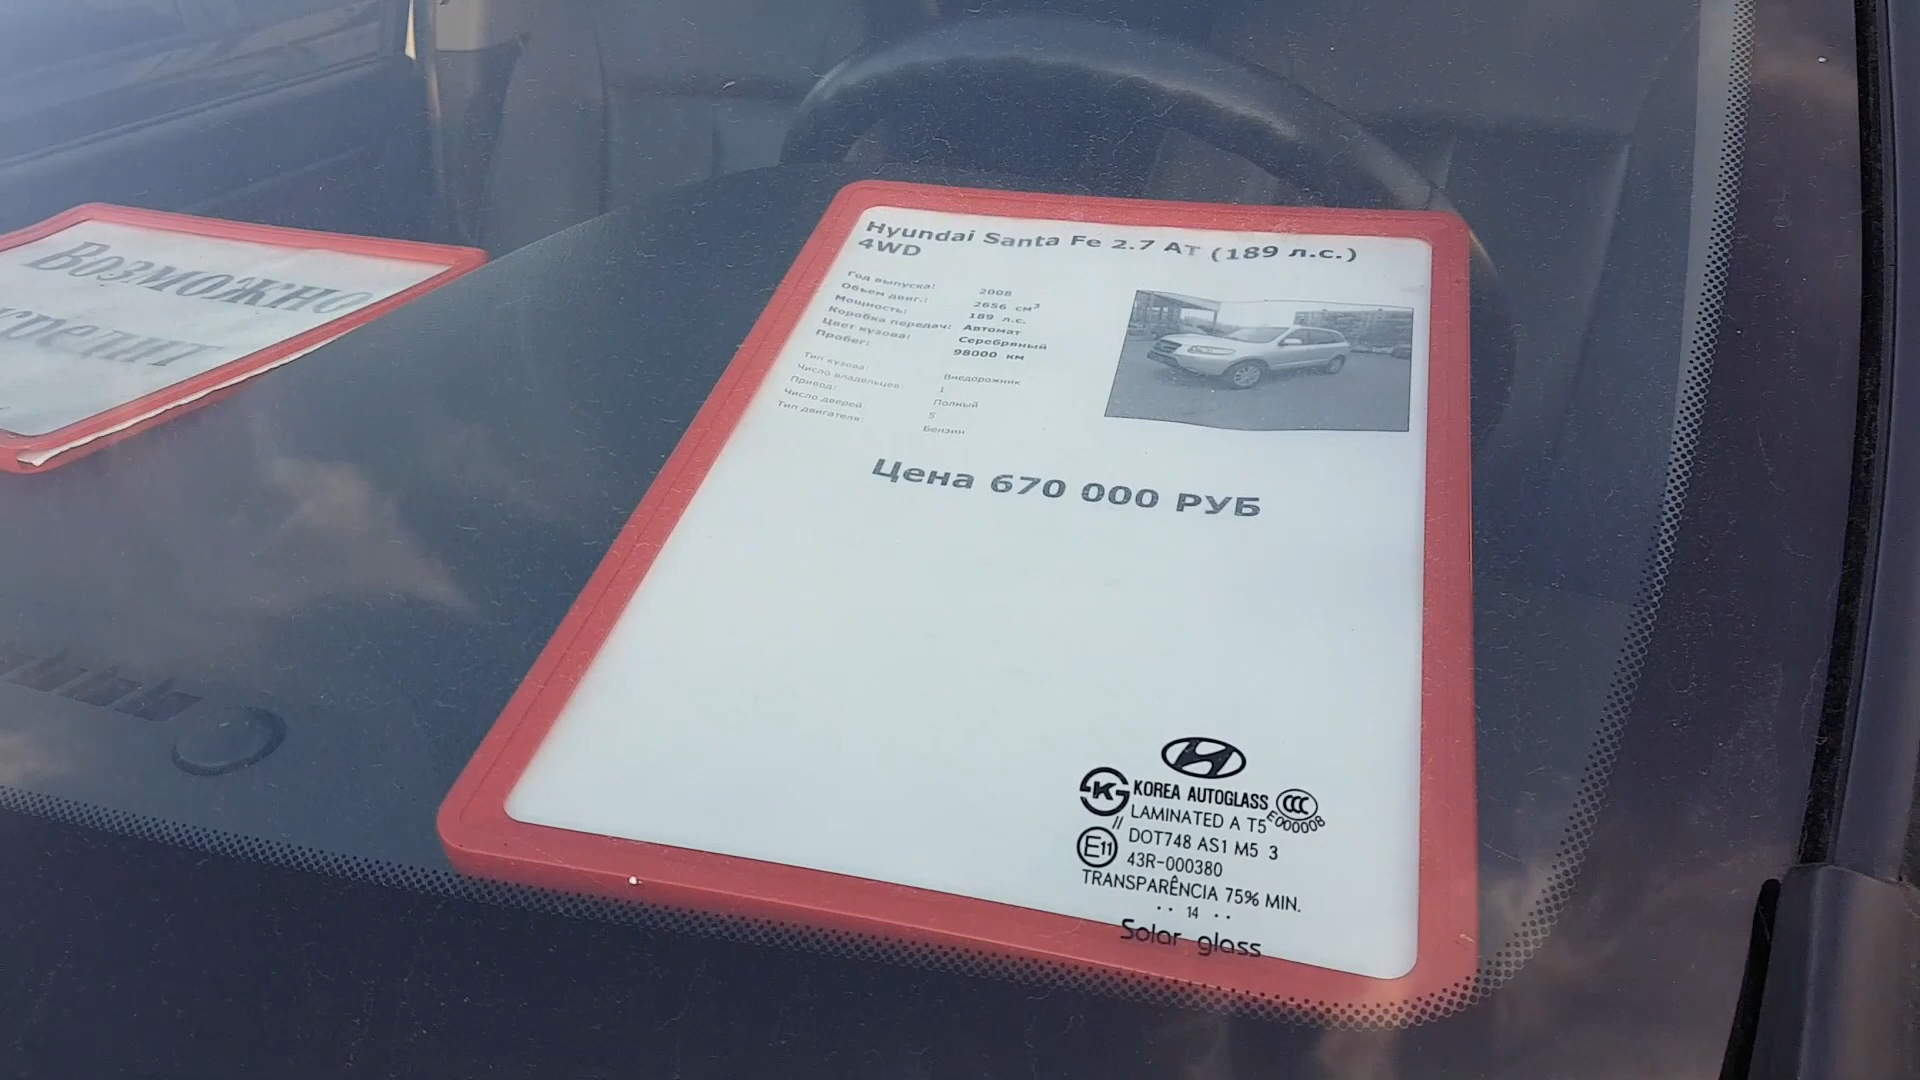 Возможно
Hyundai Santa Fe 2.7 AT (189 л.с.)
4WD
Год выпуска: 2008
Объем двиг.: 2656 см³
Мощность: 189 л.с.
Коробка передач: Автомат
Цвет кузова: Серебряный
Пробег: 98000 км
Тип кузова: Внедорожник
Число владельцев: 1
Привод: Полный
Число дверей: 5
Тип двигателя: Бензин
Цена 670 000 РУБ
KOREA AUTOGLASS CCC
LAMINATED A T5 E000008
// DOT748 AS1 M5 3
E11 43R-000380
TRANSPARÊNCIA 75% MIN.
·· 14 ··
Solar glass